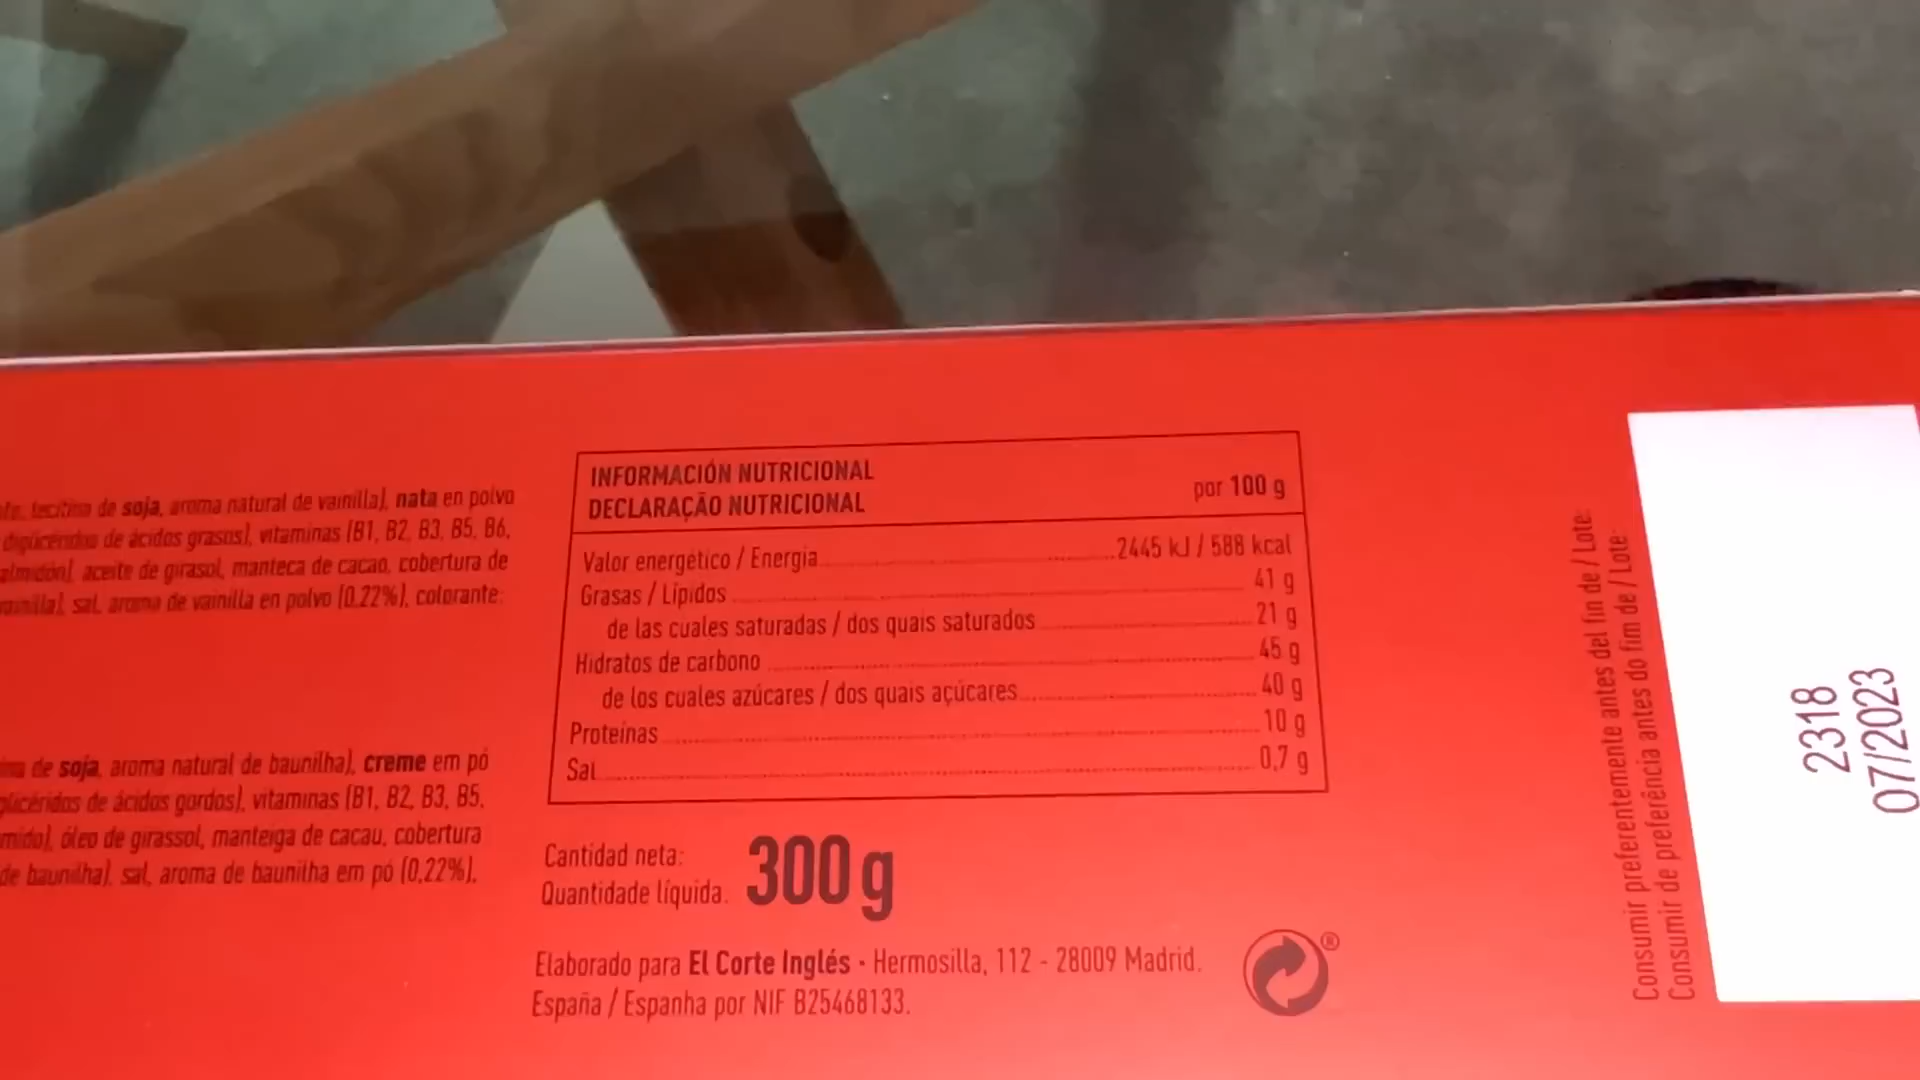 lecitina de soja, aroma natural de vainilla), nata en polvo
de ácidos grasos), vitaminas (B1, B2, B3, B5, B6,
aceite de girasol, manteca de cacao, cobertura de
sal, aroma de vainilla en polvo (0.22%), colorante:
de soja, aroma natural de baunilha), creme em pó
de ácidos gordos), vitaminas (B1, B2, B3, B5,
óleo de girassol, manteiga de cacau, cobertura
de baunilha), sal, aroma de baunilha em pó (0,22%),
INFORMACIÓN NUTRICIONAL
DECLARAÇÃO NUTRICIONAL
por 100 g
Valor energético / Energia 2445 kJ / 588 kcal
Grasas / Lípidos 41 g
de las cuales saturadas / dos quais saturados 21 g
Hidratos de carbono 45 g
de los cuales azúcares / dos quais açúcares 40 g
Proteínas 10 g
Sal 0,7 g
Cantidad neta:
Quantidade líquida:
300 g
Elaborado para El Corte Inglés - Hermosilla, 112 - 28009 Madrid.
España / Espanha por NIF B25468133.
®
Consumir preferentemente antes del fin de / Lote:
Consumir de preferência antes do fim de / Lote:
2318
07/2023